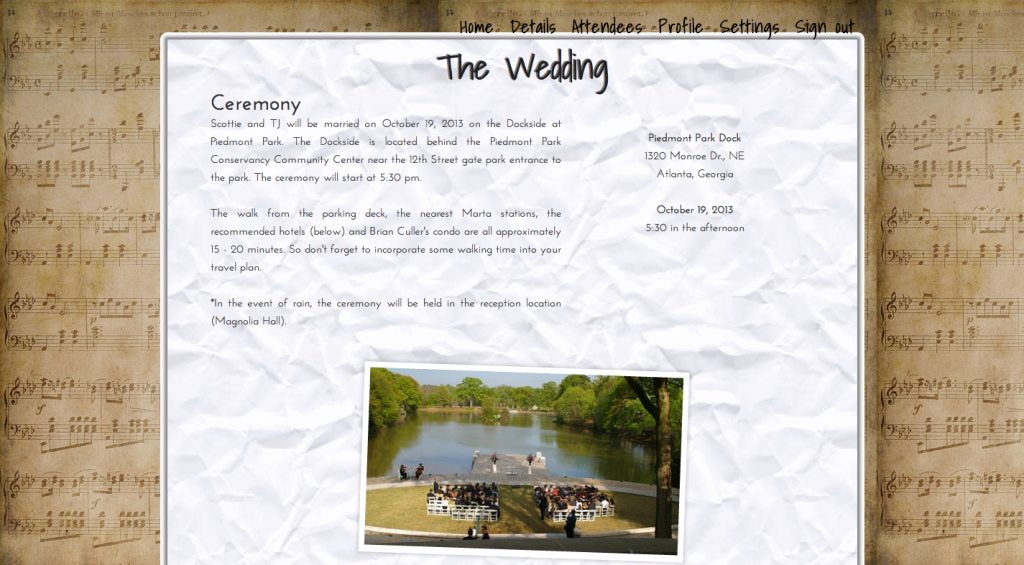 Home Details Attendees Profile Settings Sign out
The Wedding
Ceremony
Scottie and TJ will be married on October 19, 2013 on the Dockside at
Piedmont Park. The Dockside is located behind the Piedmont Park
Conservancy Community Center near the 12th Street gate park entrance to
the park. The ceremony will start at 5:30 pm.
The walk from the parking deck, the nearest Marta stations, the
recommended hotels (below) and Brian Culler's condo are all approximately
15 - 20 minutes. So don't forget to incorporate some walking time into your
travel plan.
*In the event of rain, the ceremony will be held in the reception location
(Magnolia Hall).
Piedmont Park Dock
1320 Monroe Dr., NE
Atlanta, Georgia
October 19, 2013
5:30 in the afternoon